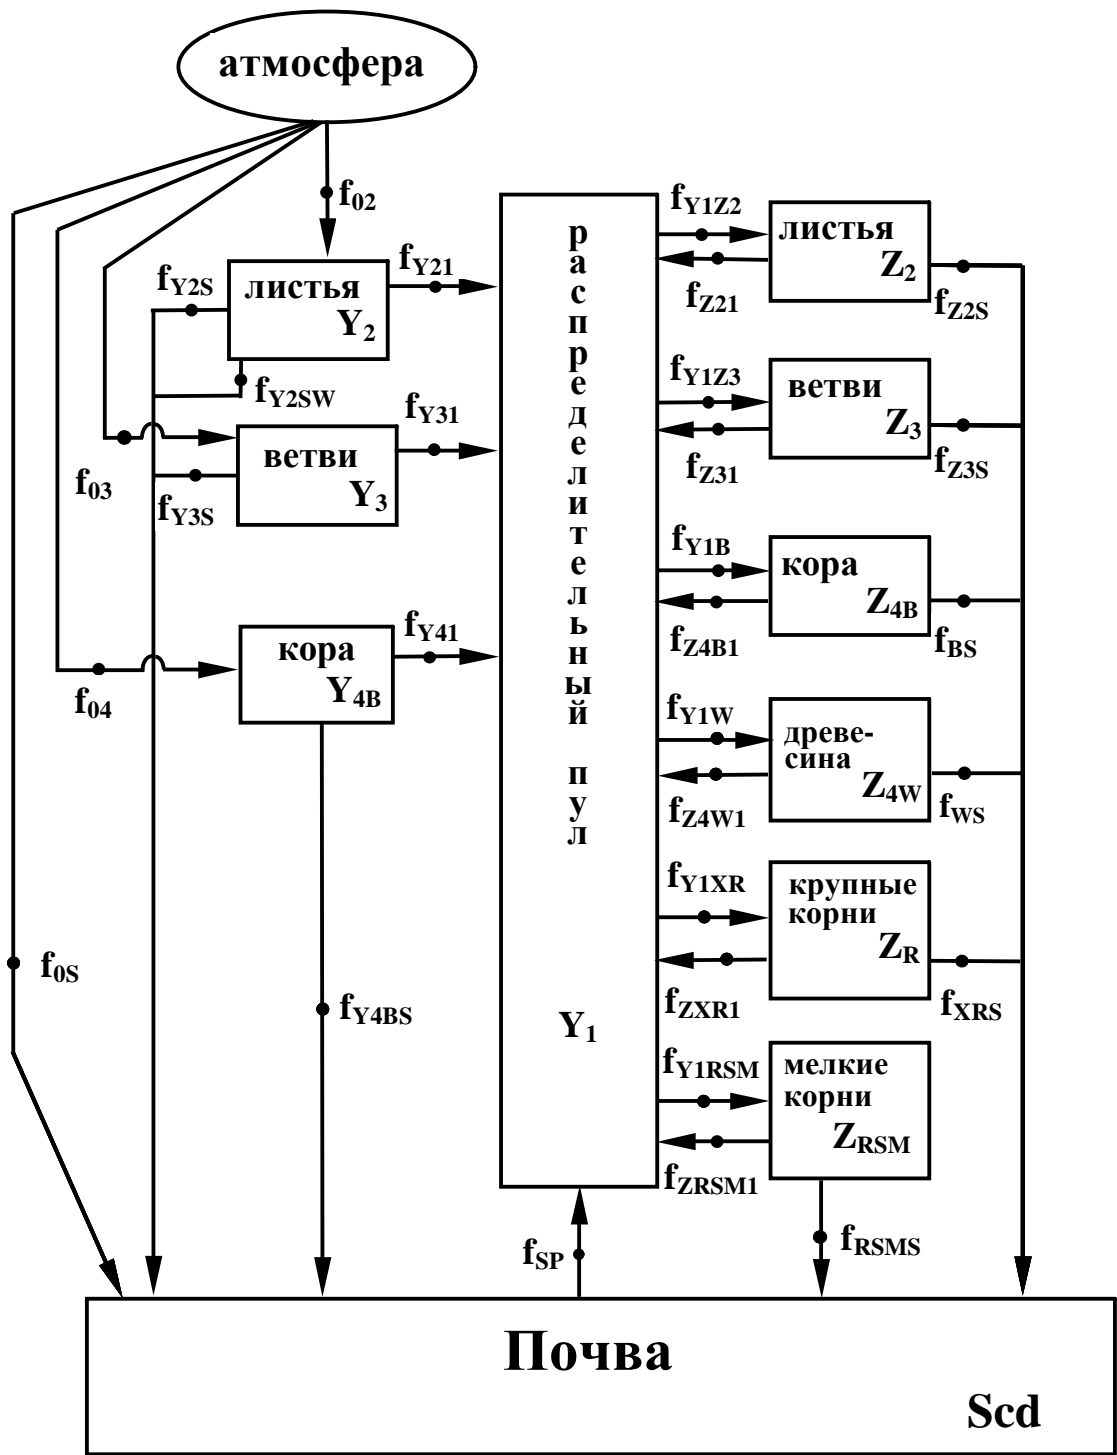 атмосфера
f02
fY1Z2
листья
Z2
fY21
fY2S
листья
Y2
fZ21
fZ2S
fY2SW
fY1Z3
ветви
Z3
fY31
ветви
Y3
f03
fY3S
fZ31
fZ3S
распределительный пул
Y1
fY1B
кора
Z4B
fZ4B1
fBS
fY41
кора
Y4B
f04
fY1W
древе-
сина
Z4W
fZ4W1
fWS
fY1XR
крупные
корни
ZR
fZXR1
fXRS
f0S
fY4BS
fY1RSM
мелкие
корни
ZRSM
fZRSM1
fSP
fRSMS
Почва
Scd